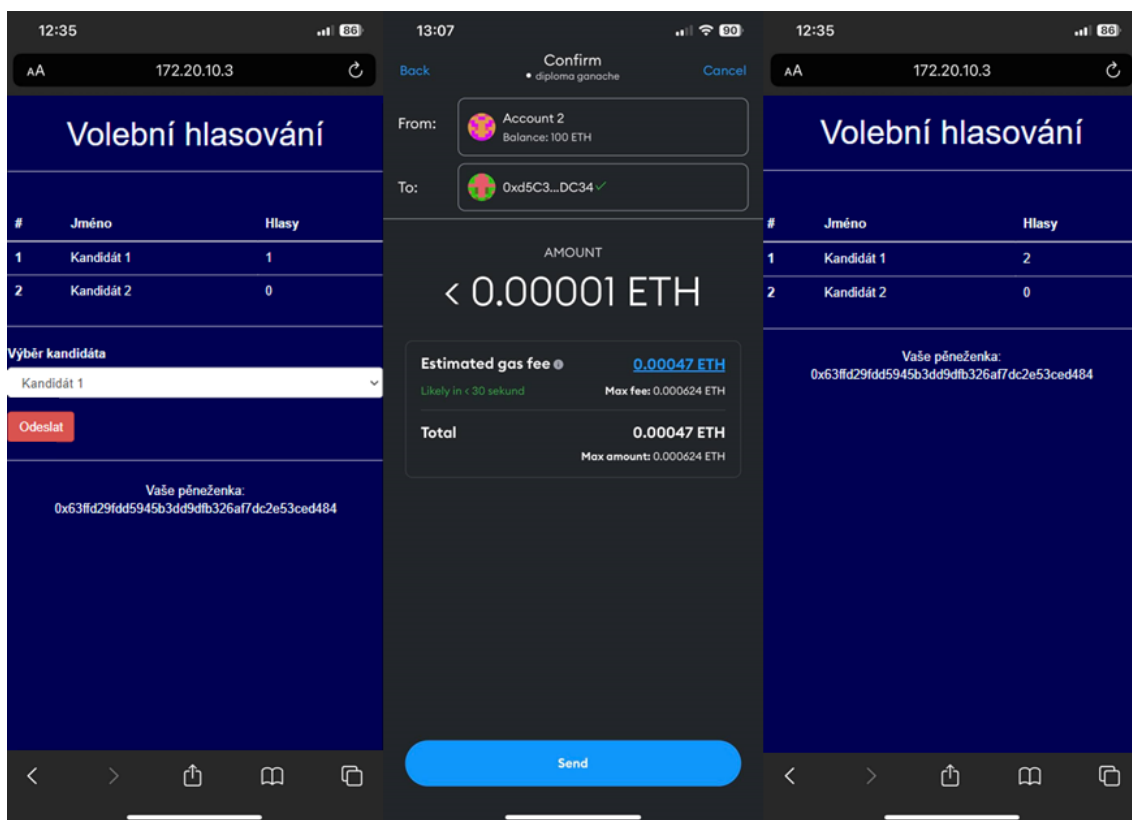 12:35
86
AA 172.20.10.3
Volební hlasování
# Jméno Hlasy
1 Kandidát 1 1
2 Kandidát 2 0
Výběr kandidáta
Kandidát 1
Odeslat
Vaše pěneženka:
0x63ffd29fdd5945b3dd9dfb326af7dc2e53ced484
13:07
90
Back Confirm Cancel
diploma ganache
From: Account 2
Balance: 100 ETH
To: 0xd5C3...DC34
AMOUNT
< 0.00001 ETH
Estimated gas fee 0.00047 ETH
Likely in < 30 sekund Max fee: 0.000624 ETH
Total 0.00047 ETH
Max amount: 0.000624 ETH
Send
12:35
86
AA 172.20.10.3
Volební hlasování
# Jméno Hlasy
1 Kandidát 1 2
2 Kandidát 2 0
Vaše pěneženka:
0x63ffd29fdd5945b3dd9dfb326af7dc2e53ced484